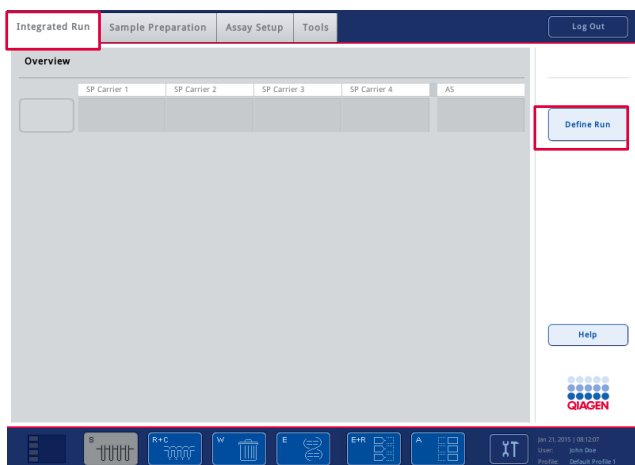 Integrated Run Sample Preparation Assay Setup Tools Log Out
Overview
SP Carrier 1 SP Carrier 2 SP Carrier 3 SP Carrier 4 AS
Define Run
Help
QIAGEN
S R+C W E E+R A
Jan 21, 2015 | 08:12:07
User: John Doe
Profile: Default Profile 1